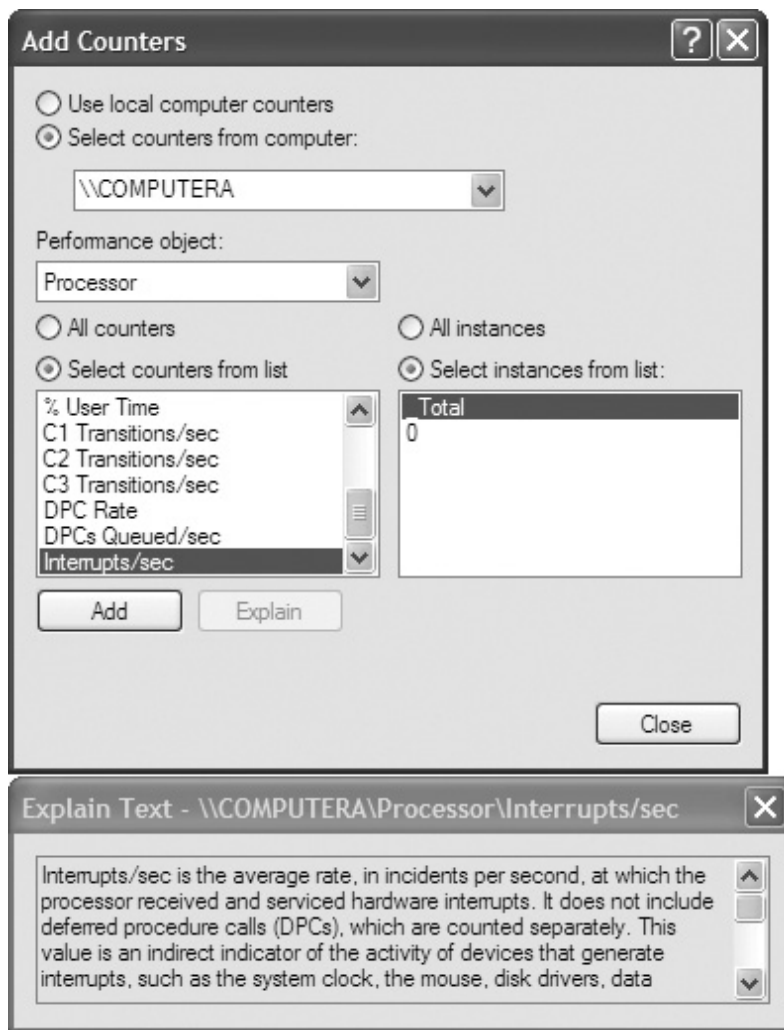 Add Counters
Use local computer counters
Select counters from computer:
\\COMPUTERA
Performance object:
Processor
All counters
All instances
Select counters from list
Select instances from list:
% User Time
C1 Transitions/sec
C2 Transitions/sec
C3 Transitions/sec
DPC Rate
DPCs Queued/sec
Interrupts/sec
_Total
0
Add
Explain
Close
Explain Text - \\COMPUTERA\Processor\Interrupts/sec
Interrupts/sec is the average rate, in incidents per second, at which the
processor received and serviced hardware interrupts. It does not include
deferred procedure calls (DPCs), which are counted separately. This
value is an indirect indicator of the activity of devices that generate
interrupts, such as the system clock, the mouse, disk drivers, data